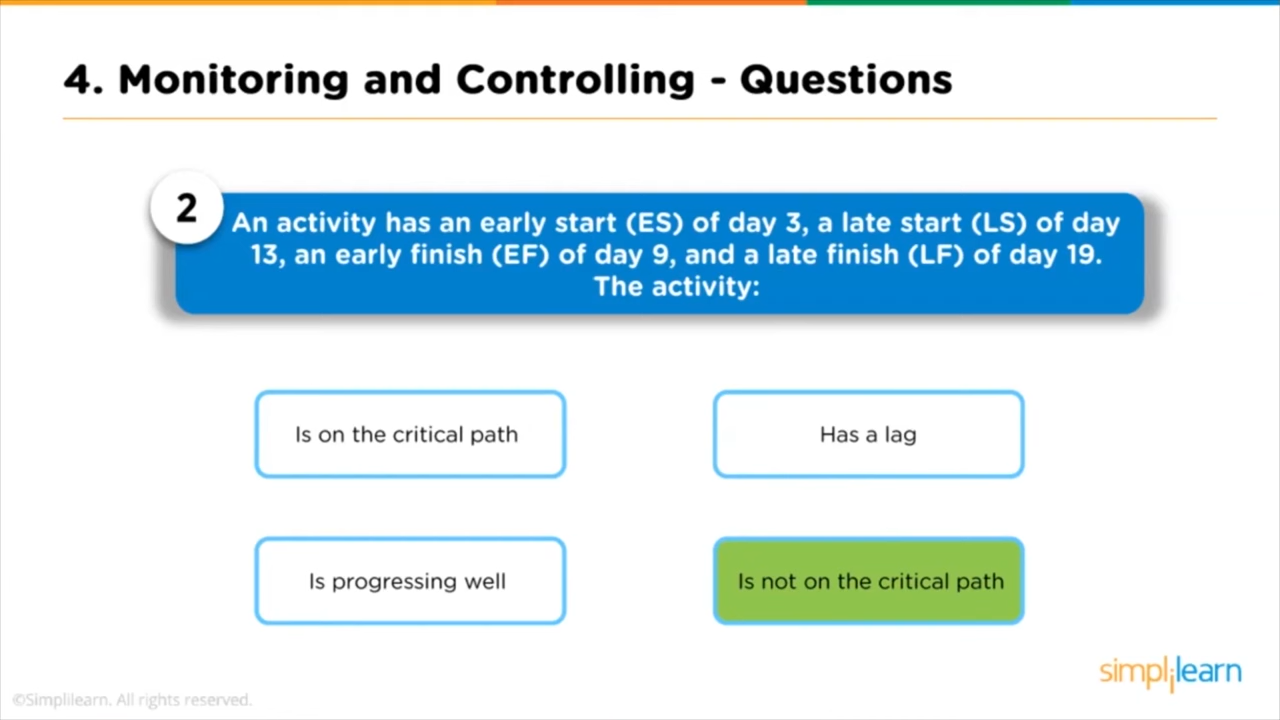 4. Monitoring and Controlling - Questions
2
An activity has an early start (ES) of day 3, a late start (LS) of day
13, an early finish (EF) of day 9, and a late finish (LF) of day 19.
The activity:
Is on the critical path
Has a lag
Is progressing well
Is not on the critical path
simplilearn
©Simplilearn. All rights reserved.